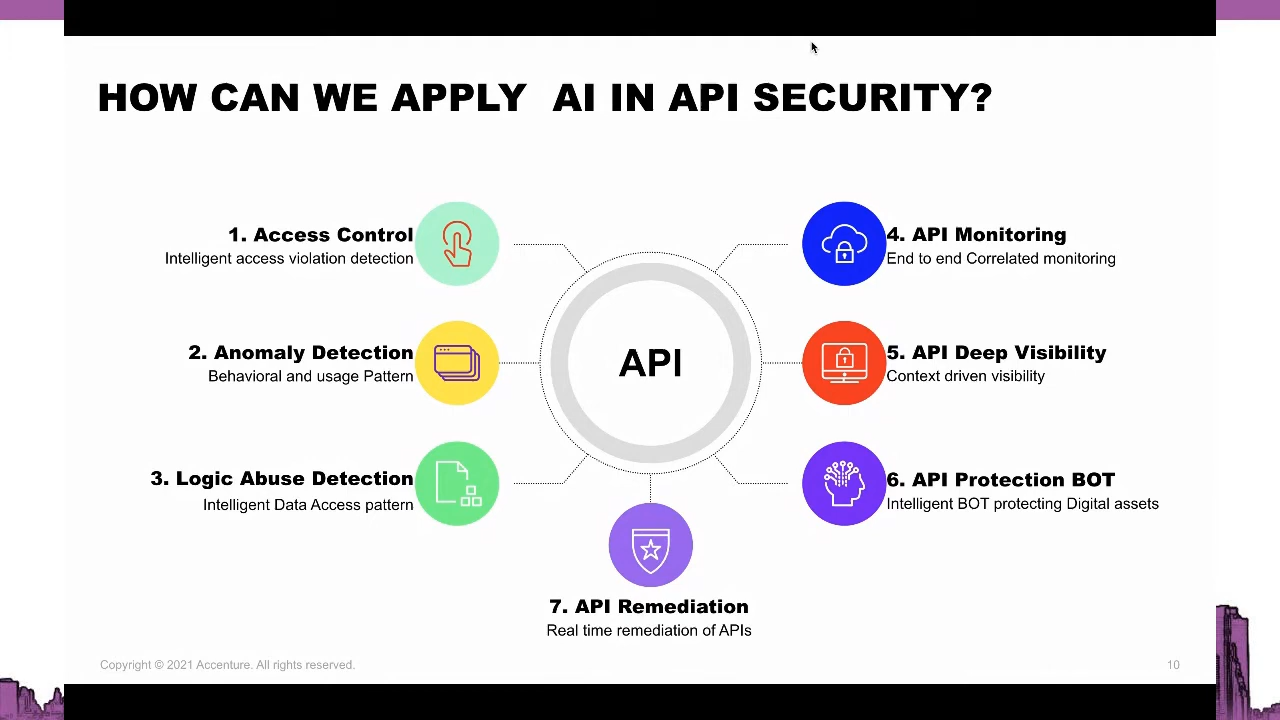 HOW CAN WE APPLY  AI IN API SECURITY?
1. Access Control
Intelligent access violation detection
2. Anomaly Detection
Behavioral and usage Pattern
3. Logic Abuse Detection
Intelligent Data Access pattern
API
4. API Monitoring
End to end Correlated monitoring
5. API Deep Visibility
Context driven visibility
6. API Protection BOT
Intelligent BOT protecting Digital assets
7. API Remediation
Real time remediation of APIs
Copyright © 2021 Accenture. All rights reserved.
10